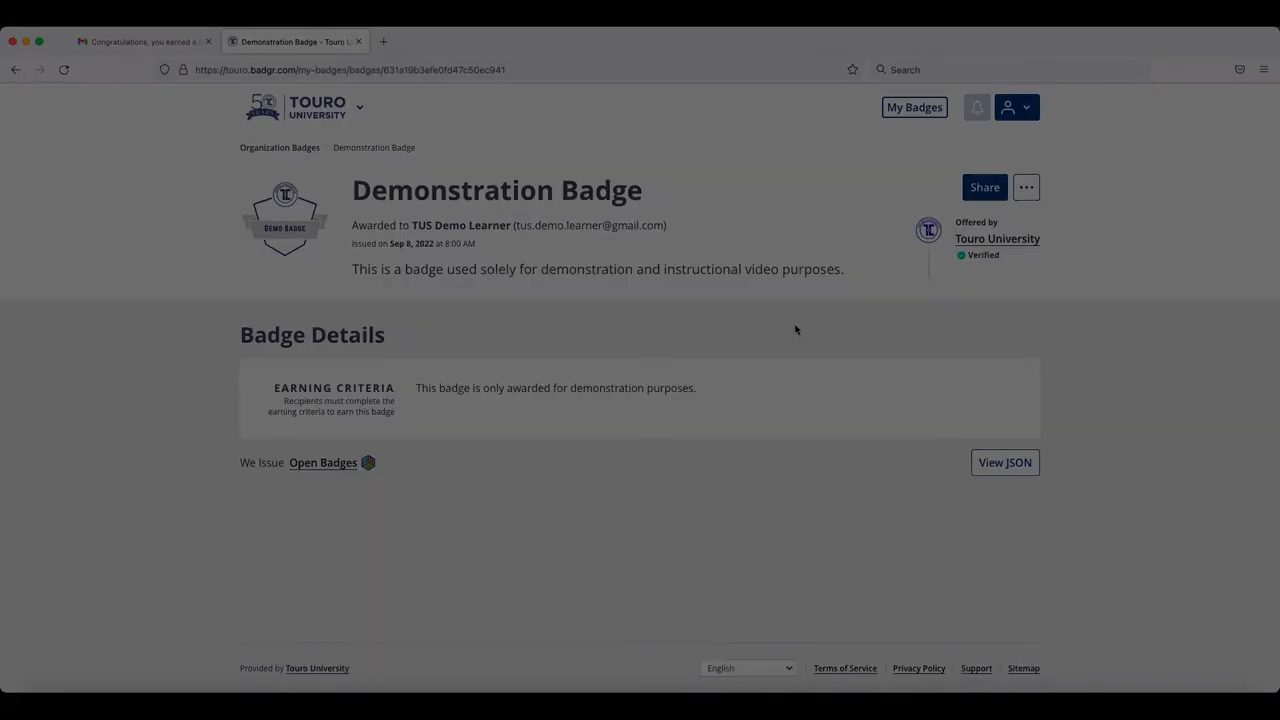 Congratulations, you earned a
Demonstration Badge - Touro U
https://touro.badgr.com/my-badges/badges/631a19b3efe0fd47c50ec941
Search
50 YEARS
TOURO
UNIVERSITY
My Badges
Organization Badges
Demonstration Badge
DEMO BADGE
Demonstration Badge
Awarded to TUS Demo Learner (tus.demo.learner@gmail.com)
Issued on Sep 8, 2022 at 8:00 AM
This is a badge used solely for demonstration and instructional video purposes.
Share
Offered by
Touro University
Verified
Badge Details
EARNING CRITERIA
Recipients must complete the
earning criteria to earn this badge
This badge is only awarded for demonstration purposes.
We Issue Open Badges
View JSON
Provided by Touro University
English
Terms of Service
Privacy Policy
Support
Sitemap